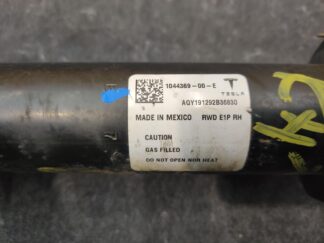 1044369-00-E
TESLA
AQY191292B36830
MADE IN MEXICO RWD E1P RH
CAUTION
GAS FILLED
DO NOT OPEN NOR HEAT